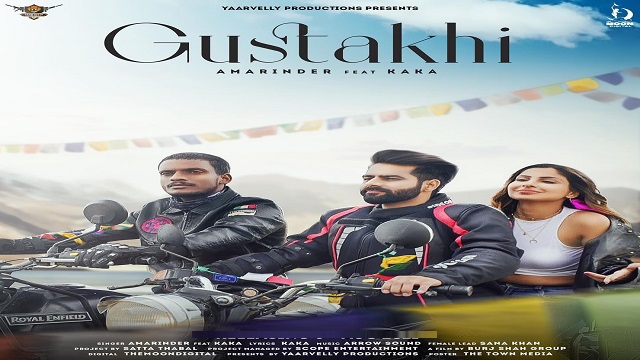 YAARVELLY PRODUCTIONS PRESENTS
GUSTAKHI
AMARINDER FEAT KAKA
ROYAL ENFIELD
SINGER AMARINDER FEAT KAKA LYRICS KAKA MUSIC ARROW SOUND FEMALE LEAD SANA KHAN
PROJECT BY SATTA THABAL PROJECT MANAGED BY SCOPE ENTERTAINMENT A FILM BY BURJ SHAH GROUP
DIGITAL THEMOONDIGITAL PRESENTS BY YAARVELLY PRODUCTIONS POSTER THE TOWN MEDIA